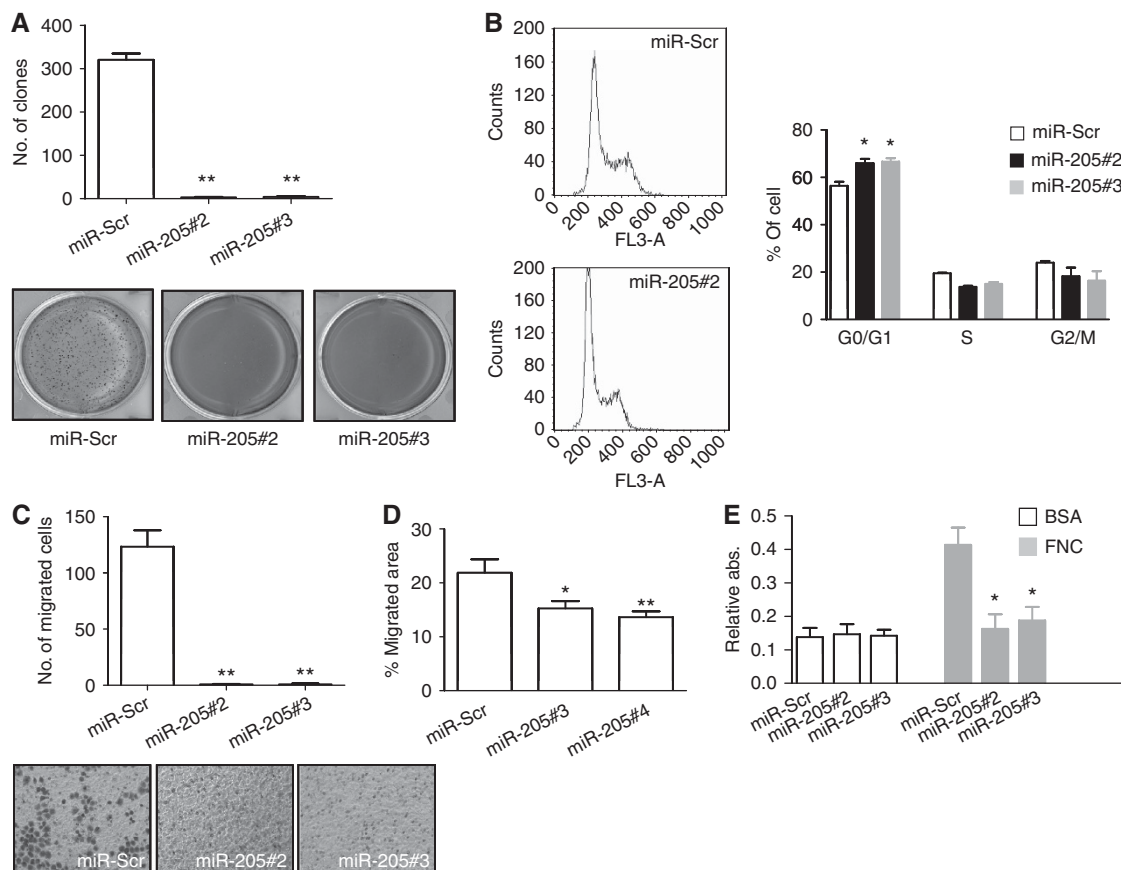 A
No. of clones
400
300
200
100
0
**
**
miR-Scr
miR-205#2
miR-205#3
miR-Scr
miR-205#2
miR-205#3
B
miR-Scr
Counts
200
160
120
80
40
0
0
200
400
600
800
1000
FL3-A
miR-205#2
Counts
200
160
120
80
40
0
0
200
400
600
800
1000
FL3-A
% Of cell
80
60
40
20
0
*
*
miR-Scr
miR-205#2
miR-205#3
G0/G1
S
G2/M
C
No. of migrated cells
150
100
50
0
**
**
miR-Scr
miR-205#2
miR-205#3
miR-Scr
miR-205#2
miR-205#3
D
% Migrated area
30
20
10
0
*
**
miR-Scr
miR-205#3
miR-205#4
E
Relative abs.
0.5
0.4
0.3
0.2
0.1
0.0
BSA
FNC
*
*
miR-Scr
miR-205#2
miR-205#3
miR-Scr
miR-205#2
miR-205#3